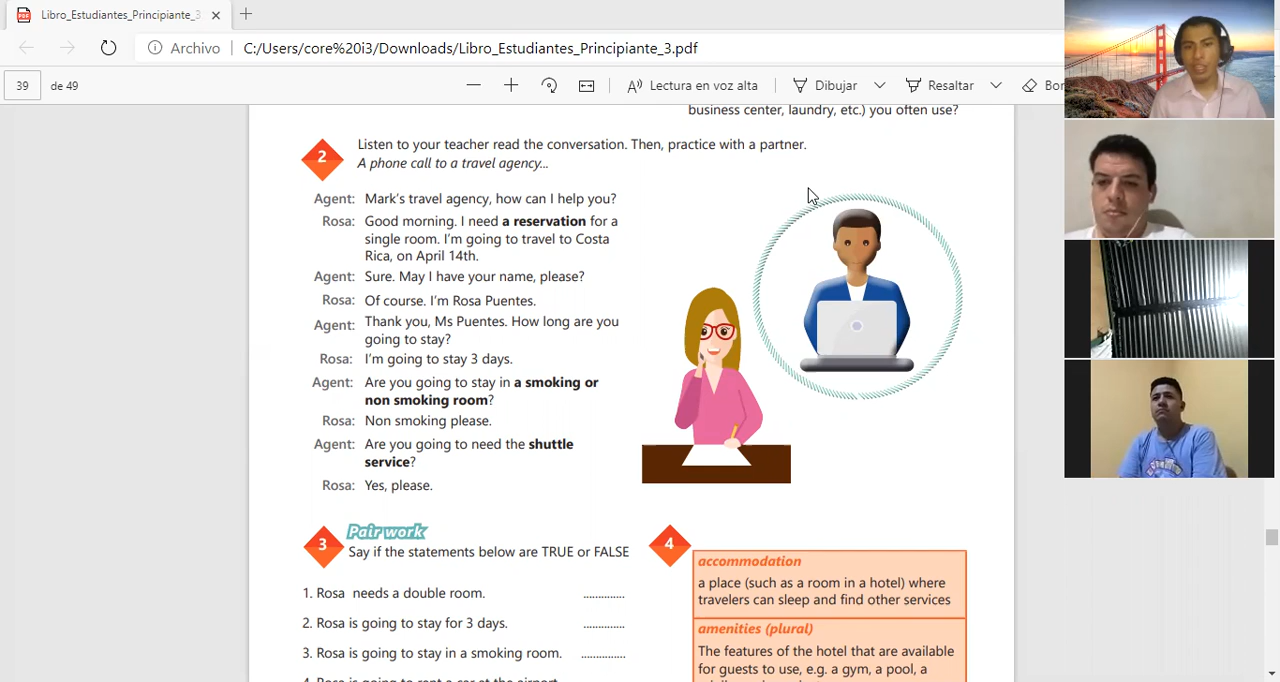 Libro_Estudiantes_Principiante_3
Archivo
C:/Users/core%20i3/Downloads/Libro_Estudiantes_Principiante_3.pdf
39
de 49
Lectura en voz alta
Dibujar
Resaltar
business center, laundry, etc.) you often use?
2
Listen to your teacher read the conversation. Then, practice with a partner.
A phone call to a travel agency...
Agent: Mark's travel agency, how can I help you?
Rosa: Good morning. I need a reservation for a
single room. I'm going to travel to Costa
Rica, on April 14th.
Agent: Sure. May I have your name, please?
Rosa: Of course. I'm Rosa Puentes.
Agent: Thank you, Ms Puentes. How long are you
going to stay?
Rosa: I'm going to stay 3 days.
Agent: Are you going to stay in a smoking or
non smoking room?
Rosa: Non smoking please.
Agent: Are you going to need the shuttle
service?
Rosa: Yes, please.
3
Pair work
Say if the statements below are TRUE or FALSE
1. Rosa needs a double room. ..............
2. Rosa is going to stay for 3 days. ..............
3. Rosa is going to stay in a smoking room. ...............
4
accommodation
a place (such as a room in a hotel) where
travelers can sleep and find other services
amenities (plural)
The features of the hotel that are available
for guests to use, e.g. a gym, a pool, a